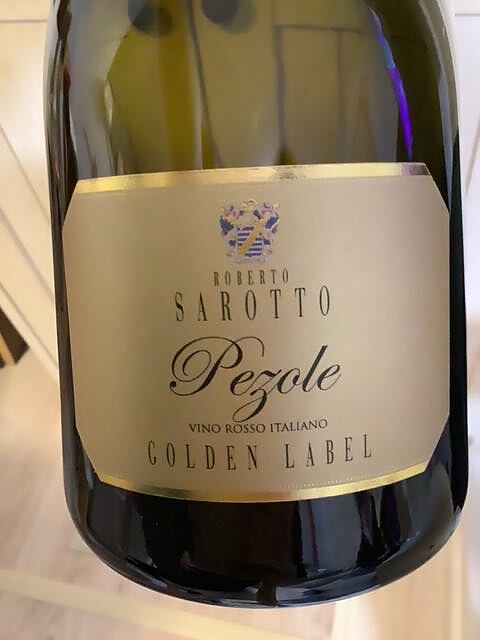 ROBERTO
SAROTTO
Pezole
VINO ROSSO ITALIANO
GOLDEN LABEL